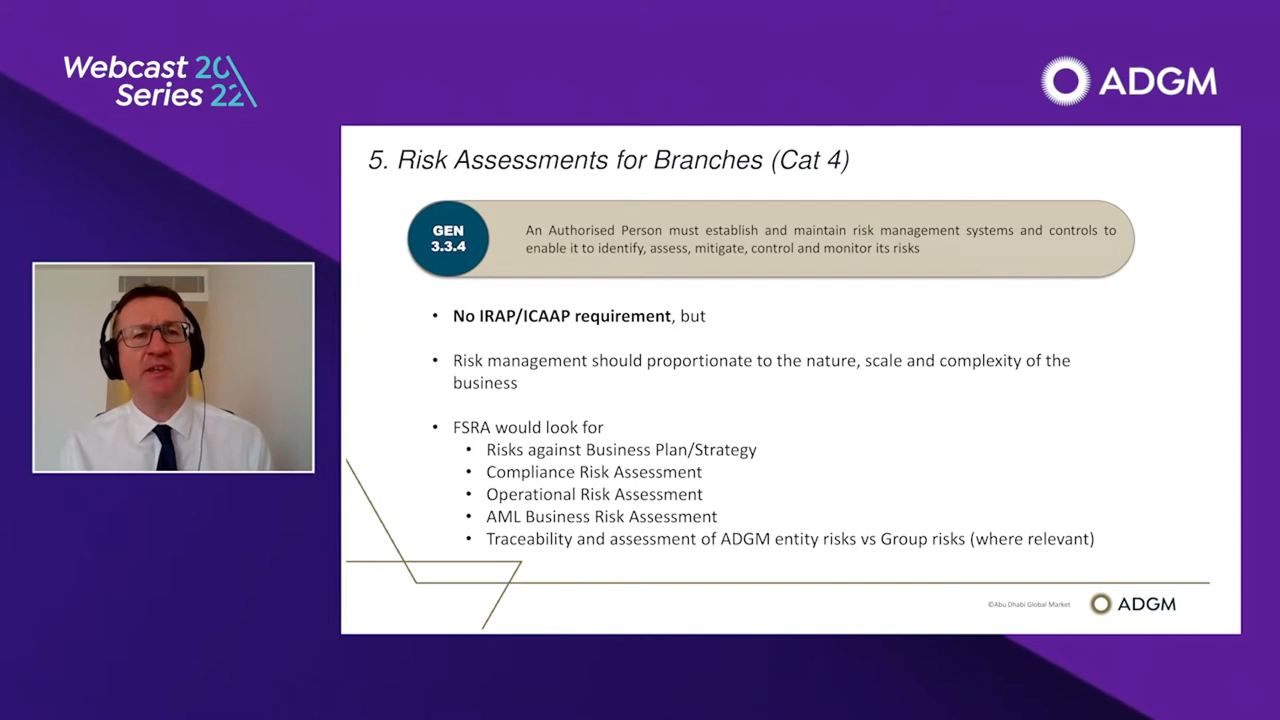 Webcast 20
Series 22
ADGM
5. Risk Assessments for Branches (Cat 4)
GEN
3.3.4
An Authorised Person must establish and maintain risk management systems and controls to
enable it to identify, assess, mitigate, control and monitor its risks
• No IRAP/ICAAP requirement, but
• Risk management should proportionate to the nature, scale and complexity of the
business
• FSRA would look for
• Risks against Business Plan/Strategy
• Compliance Risk Assessment
• Operational Risk Assessment
• AML Business Risk Assessment
• Traceability and assessment of ADGM entity risks vs Group risks (where relevant)
©Abu Dhabi Global Market
ADGM